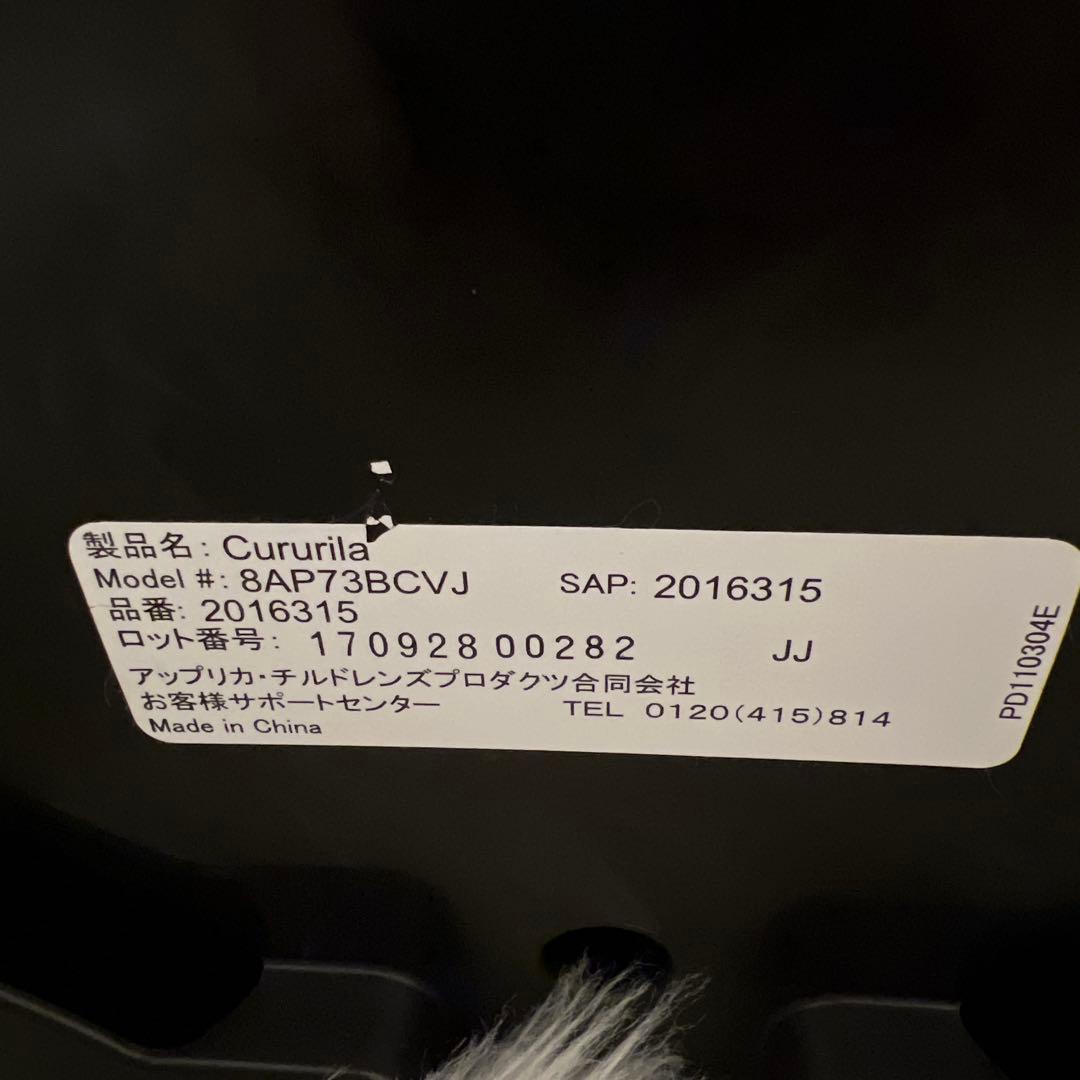 製品名: Cururila
Model #: 8AP73BCVJ SAP: 2016315
品番: 2016315
ロット番号: 170928 00282 JJ
アップリカ・チルドレンズプロダクツ合同会社
お客様サポートセンター TEL 0120(415)814
Made in China
PD110304E